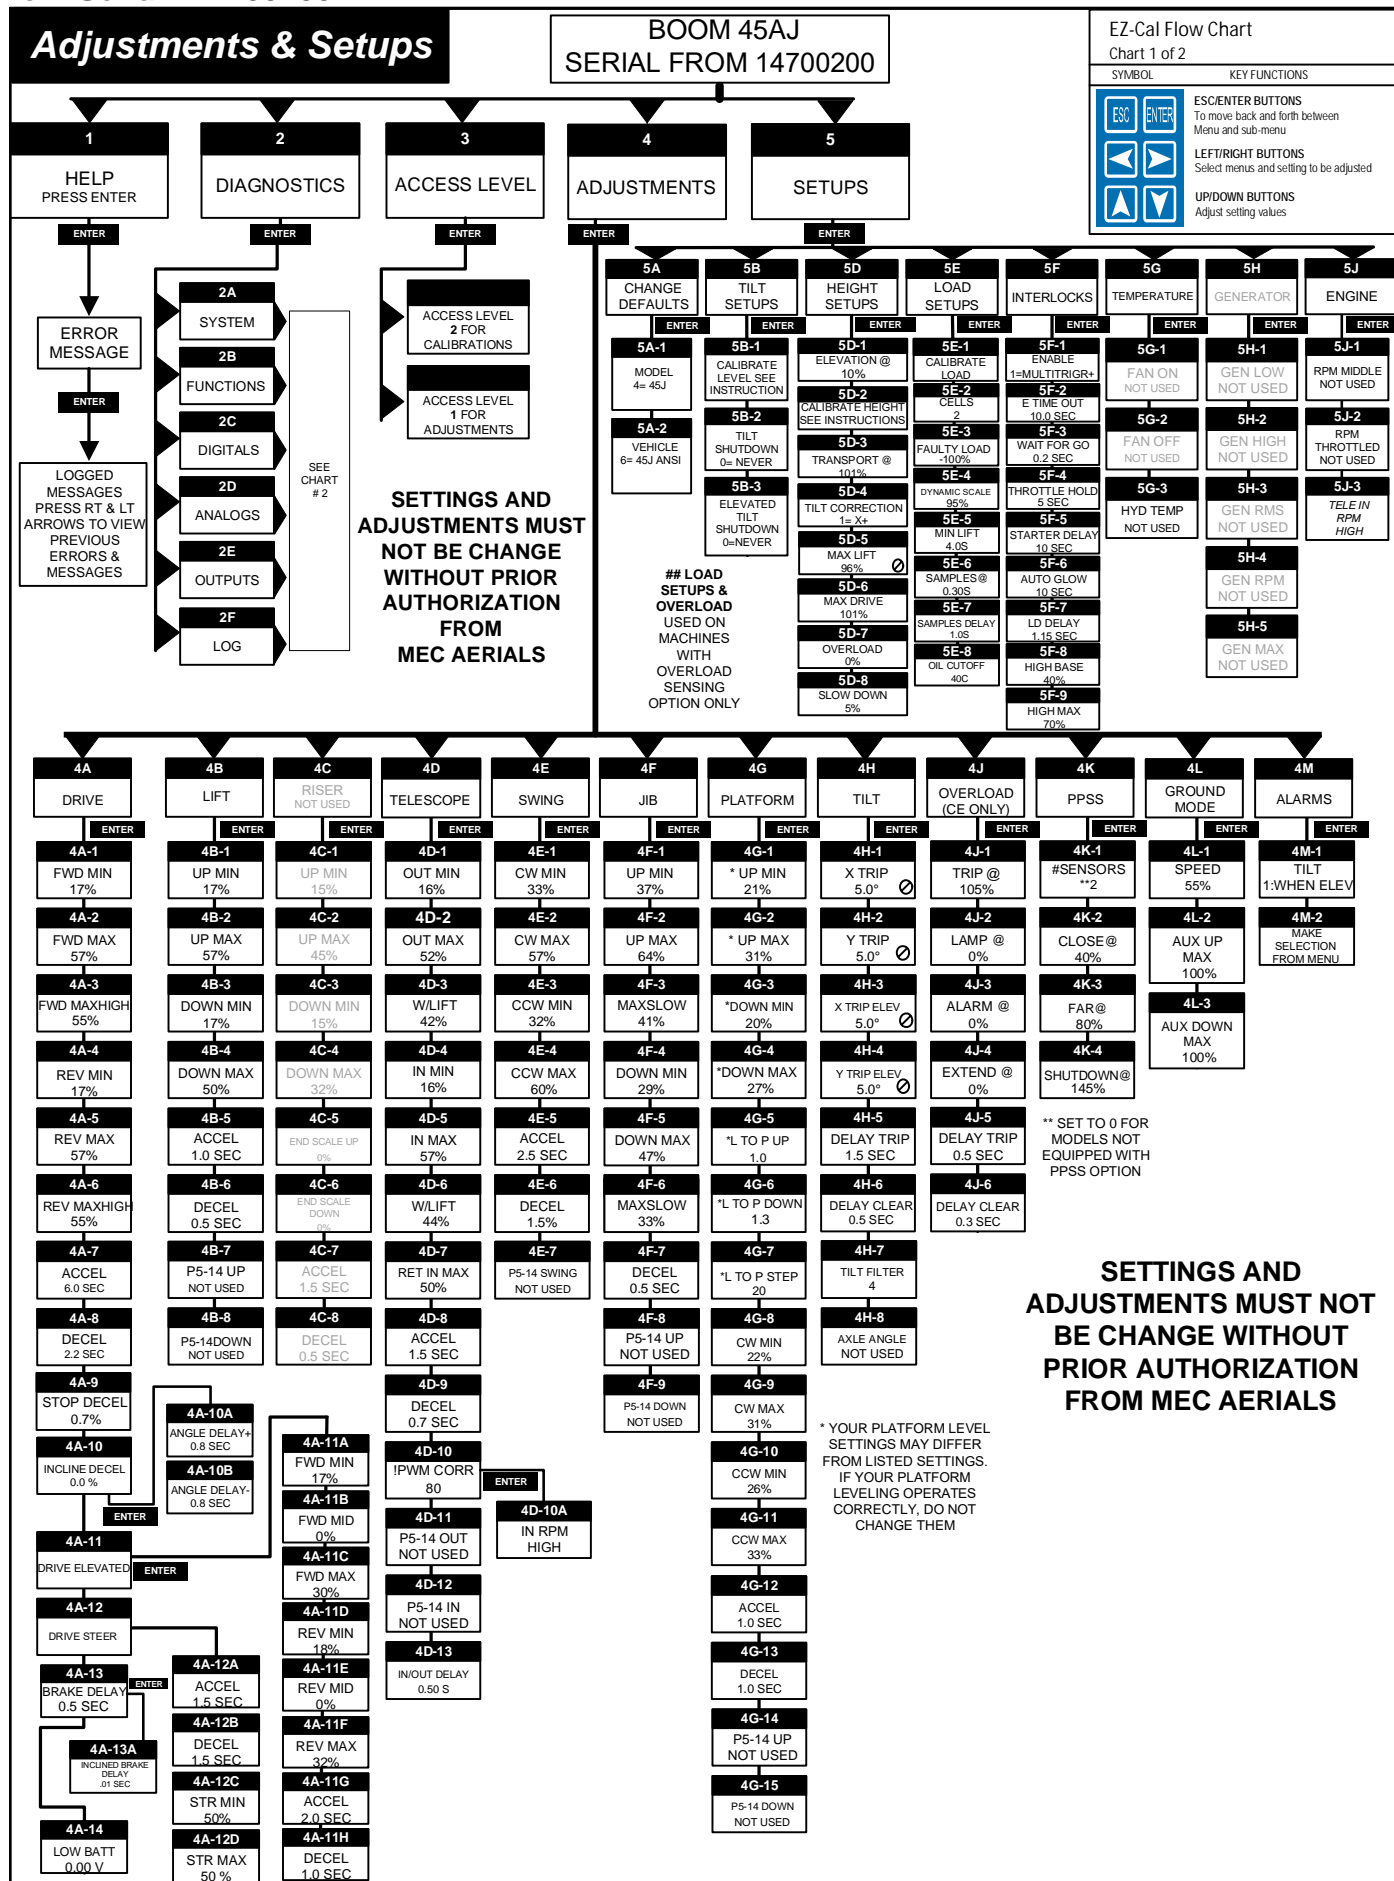 Adjustments & Setups
BOOM 45AJ
SERIAL FROM 14700200
EZ-Cal Flow Chart
Chart 1 of 2
SYMBOL KEY FUNCTIONS
ESC ENTER
ESC/ENTER BUTTONS
To move back and forth between
Menu and sub-menu
LEFT/RIGHT BUTTONS
Select menus and setting to be adjusted
UP/DOWN BUTTONS
Adjust setting values
1
HELP
PRESS ENTER
ENTER
ERROR
MESSAGE
ENTER
LOGGED
MESSAGES
PRESS RT & LT
ARROWS TO VIEW
PREVIOUS
ERRORS &
MESSAGES
2
DIAGNOSTICS
ENTER
2A
SYSTEM
2B
FUNCTIONS
2C
DIGITALS
2D
ANALOGS
2E
OUTPUTS
2F
LOG
SEE
CHART
# 2
3
ACCESS LEVEL
ENTER
ACCESS LEVEL
2 FOR
CALIBRATIONS
ACCESS LEVEL
1 FOR
ADJUSTMENTS
SETTINGS AND
ADJUSTMENTS MUST
NOT BE CHANGE
WITHOUT PRIOR
AUTHORIZATION
FROM
MEC AERIALS
4
ADJUSTMENTS
ENTER
5
SETUPS
ENTER
5A
CHANGE
DEFAULTS
ENTER
5A-1
MODEL
4= 45J
5A-2
VEHICLE
6= 45J ANSI
5B
TILT
SETUPS
ENTER
5B-1
CALIBRATE
LEVEL SEE
INSTRUCTION
5B-2
TILT
SHUTDOWN
0= NEVER
5B-3
ELEVATED
TILT
SHUTDOWN
0=NEVER
## LOAD
SETUPS &
OVERLOAD
USED ON
MACHINES
WITH
OVERLOAD
SENSING
OPTION ONLY
5D
HEIGHT
SETUPS
ENTER
5D-1
ELEVATION @
10%
5D-2
CALIBRATE HEIGHT
SEE INSTRUCTIONS
5D-3
TRANSPORT @
101%
5D-4
TILT CORRECTION
1= X+
5D-5
MAX LIFT
96%
5D-6
MAX DRIVE
101%
5D-7
OVERLOAD
0%
5D-8
SLOW DOWN
5%
5E
LOAD
SETUPS
ENTER
5E-1
CALIBRATE
LOAD
5E-2
CELLS
2
5E-3
FAULTY LOAD
-100%
5E-4
DYNAMIC SCALE
95%
5E-5
MIN LIFT
4.0S
5E-6
SAMPLES@
0.30S
5E-7
SAMPLES DELAY
1.0S
5E-8
OIL CUTOFF
40C
5F
INTERLOCKS
ENTER
5F-1
ENABLE
1=MULTITRIGR+
5F-2
E TIME OUT
10.0 SEC
5F-3
WAIT FOR GO
0.2 SEC
5F-4
THROTTLE HOLD
5 SEC
5F-5
STARTER DELAY
10 SEC
5F-6
AUTO GLOW
10 SEC
5F-7
LD DELAY
1.15 SEC
5F-8
HIGH BASE
40%
5F-9
HIGH MAX
70%
5G
TEMPERATURE
ENTER
5G-1
FAN ON
NOT USED
5G-2
FAN OFF
NOT USED
5G-3
HYD TEMP
NOT USED
5H
GENERATOR
ENTER
5H-1
GEN LOW
NOT USED
5H-2
GEN HIGH
NOT USED
5H-3
GEN RMS
NOT USED
5H-4
GEN RPM
NOT USED
5H-5
GEN MAX
NOT USED
5J
ENGINE
ENTER
5J-1
RPM MIDDLE
NOT USED
5J-2
RPM
THROTTLED
NOT USED
5J-3
TELE IN
RPM
HIGH
4A
DRIVE
ENTER
4A-1
FWD MIN
17%
4A-2
FWD MAX
57%
4A-3
FWD MAXHIGH
55%
4A-4
REV MIN
17%
4A-5
REV MAX
57%
4A-6
REV MAXHIGH
55%
4A-7
ACCEL
6.0 SEC
4A-8
DECEL
2.2 SEC
4A-9
STOP DECEL
0.7%
4A-10
INCLINE DECEL
0.0 %
ENTER
4A-10A
ANGLE DELAY+
0.8 SEC
4A-10B
ANGLE DELAY-
0.8 SEC
4A-11
DRIVE ELEVATED
ENTER
4A-11A
FWD MIN
17%
4A-11B
FWD MID
0%
4A-11C
FWD MAX
30%
4A-11D
REV MIN
18%
4A-11E
REV MID
0%
4A-11F
REV MAX
32%
4A-11G
ACCEL
2.0 SEC
4A-11H
DECEL
1.0 SEC
4A-12
DRIVE STEER
4A-12A
ACCEL
1.5 SEC
4A-12B
DECEL
1.5 SEC
4A-12C
STR MIN
50%
4A-12D
STR MAX
50 %
4A-13
BRAKE DELAY
0.5 SEC
ENTER
4A-13A
INCLINED BRAKE
DELAY
.01 SEC
4A-14
LOW BATT
0.00 V
4B
LIFT
ENTER
4B-1
UP MIN
17%
4B-2
UP MAX
57%
4B-3
DOWN MIN
17%
4B-4
DOWN MAX
50%
4B-5
ACCEL
1.0 SEC
4B-6
DECEL
0.5 SEC
4B-7
P5-14 UP
NOT USED
4B-8
P5-14DOWN
NOT USED
4C
RISER
NOT USED
ENTER
4C-1
UP MIN
15%
4C-2
UP MAX
45%
4C-3
DOWN MIN
15%
4C-4
DOWN MAX
32%
4C-5
END SCALE UP
0%
4C-6
END SCALE
DOWN
0%
4C-7
ACCEL
1.5 SEC
4C-8
DECEL
0.5 SEC
4D
TELESCOPE
ENTER
4D-1
OUT MIN
16%
4D-2
OUT MAX
52%
4D-3
W/LIFT
42%
4D-4
IN MIN
16%
4D-5
IN MAX
57%
4D-6
W/LIFT
44%
4D-7
RET IN MAX
50%
4D-8
ACCEL
1.5 SEC
4D-9
DECEL
0.7 SEC
4D-10
!PWM CORR
80
ENTER
4D-10A
IN RPM
HIGH
4D-11
P5-14 OUT
NOT USED
4D-12
P5-14 IN
NOT USED
4D-13
IN/OUT DELAY
0.50 S
4E
SWING
ENTER
4E-1
CW MIN
33%
4E-2
CW MAX
57%
4E-3
CCW MIN
32%
4E-4
CCW MAX
60%
4E-5
ACCEL
2.5 SEC
4E-6
DECEL
1.5%
4E-7
P5-14 SWING
NOT USED
4F
JIB
ENTER
4F-1
UP MIN
37%
4F-2
UP MAX
64%
4F-3
MAXSLOW
41%
4F-4
DOWN MIN
29%
4F-5
DOWN MAX
47%
4F-6
MAXSLOW
33%
4F-7
DECEL
0.5 SEC
4F-8
P5-14 UP
NOT USED
4F-9
P5-14 DOWN
NOT USED
4G
PLATFORM
ENTER
4G-1
* UP MIN
21%
4G-2
* UP MAX
31%
4G-3
*DOWN MIN
20%
4G-4
*DOWN MAX
27%
4G-5
*L TO P UP
1.0
4G-6
*L TO P DOWN
1.3
4G-7
*L TO P STEP
20
4G-8
CW MIN
22%
4G-9
CW MAX
31%
4G-10
CCW MIN
26%
4G-11
CCW MAX
33%
4G-12
ACCEL
1.0 SEC
4G-13
DECEL
1.0 SEC
4G-14
P5-14 UP
NOT USED
4G-15
P5-14 DOWN
NOT USED
4H
TILT
ENTER
4H-1
X TRIP
5.0°
4H-2
Y TRIP
5.0°
4H-3
X TRIP ELEV
5.0°
4H-4
Y TRIP ELEV
5.0°
4H-5
DELAY TRIP
1.5 SEC
4H-6
DELAY CLEAR
0.5 SEC
4H-7
TILT FILTER
4
4H-8
AXLE ANGLE
NOT USED
* YOUR PLATFORM LEVEL
SETTINGS MAY DIFFER
FROM LISTED SETTINGS.
IF YOUR PLATFORM
LEVELING OPERATES
CORRECTLY, DO NOT
CHANGE THEM
4J
OVERLOAD
(CE ONLY)
ENTER
4J-1
TRIP @
105%
4J-2
LAMP @
0%
4J-3
ALARM @
0%
4J-4
EXTEND @
0%
4J-5
DELAY TRIP
0.5 SEC
4J-6
DELAY CLEAR
0.3 SEC
4K
PPSS
ENTER
4K-1
#SENSORS
**2
4K-2
CLOSE@
40%
4K-3
FAR@
80%
4K-4
SHUTDOWN@
145%
** SET TO 0 FOR
MODELS NOT
EQUIPPED WITH
PPSS OPTION
4L
GROUND
MODE
ENTER
4L-1
SPEED
55%
4L-2
AUX UP
MAX
100%
4L-3
AUX DOWN
MAX
100%
4M
ALARMS
ENTER
4M-1
TILT
1:WHEN ELEV
4M-2
MAKE
SELECTION
FROM MENU
SETTINGS AND
ADJUSTMENTS MUST NOT
BE CHANGE WITHOUT
PRIOR AUTHORIZATION
FROM MEC AERIALS